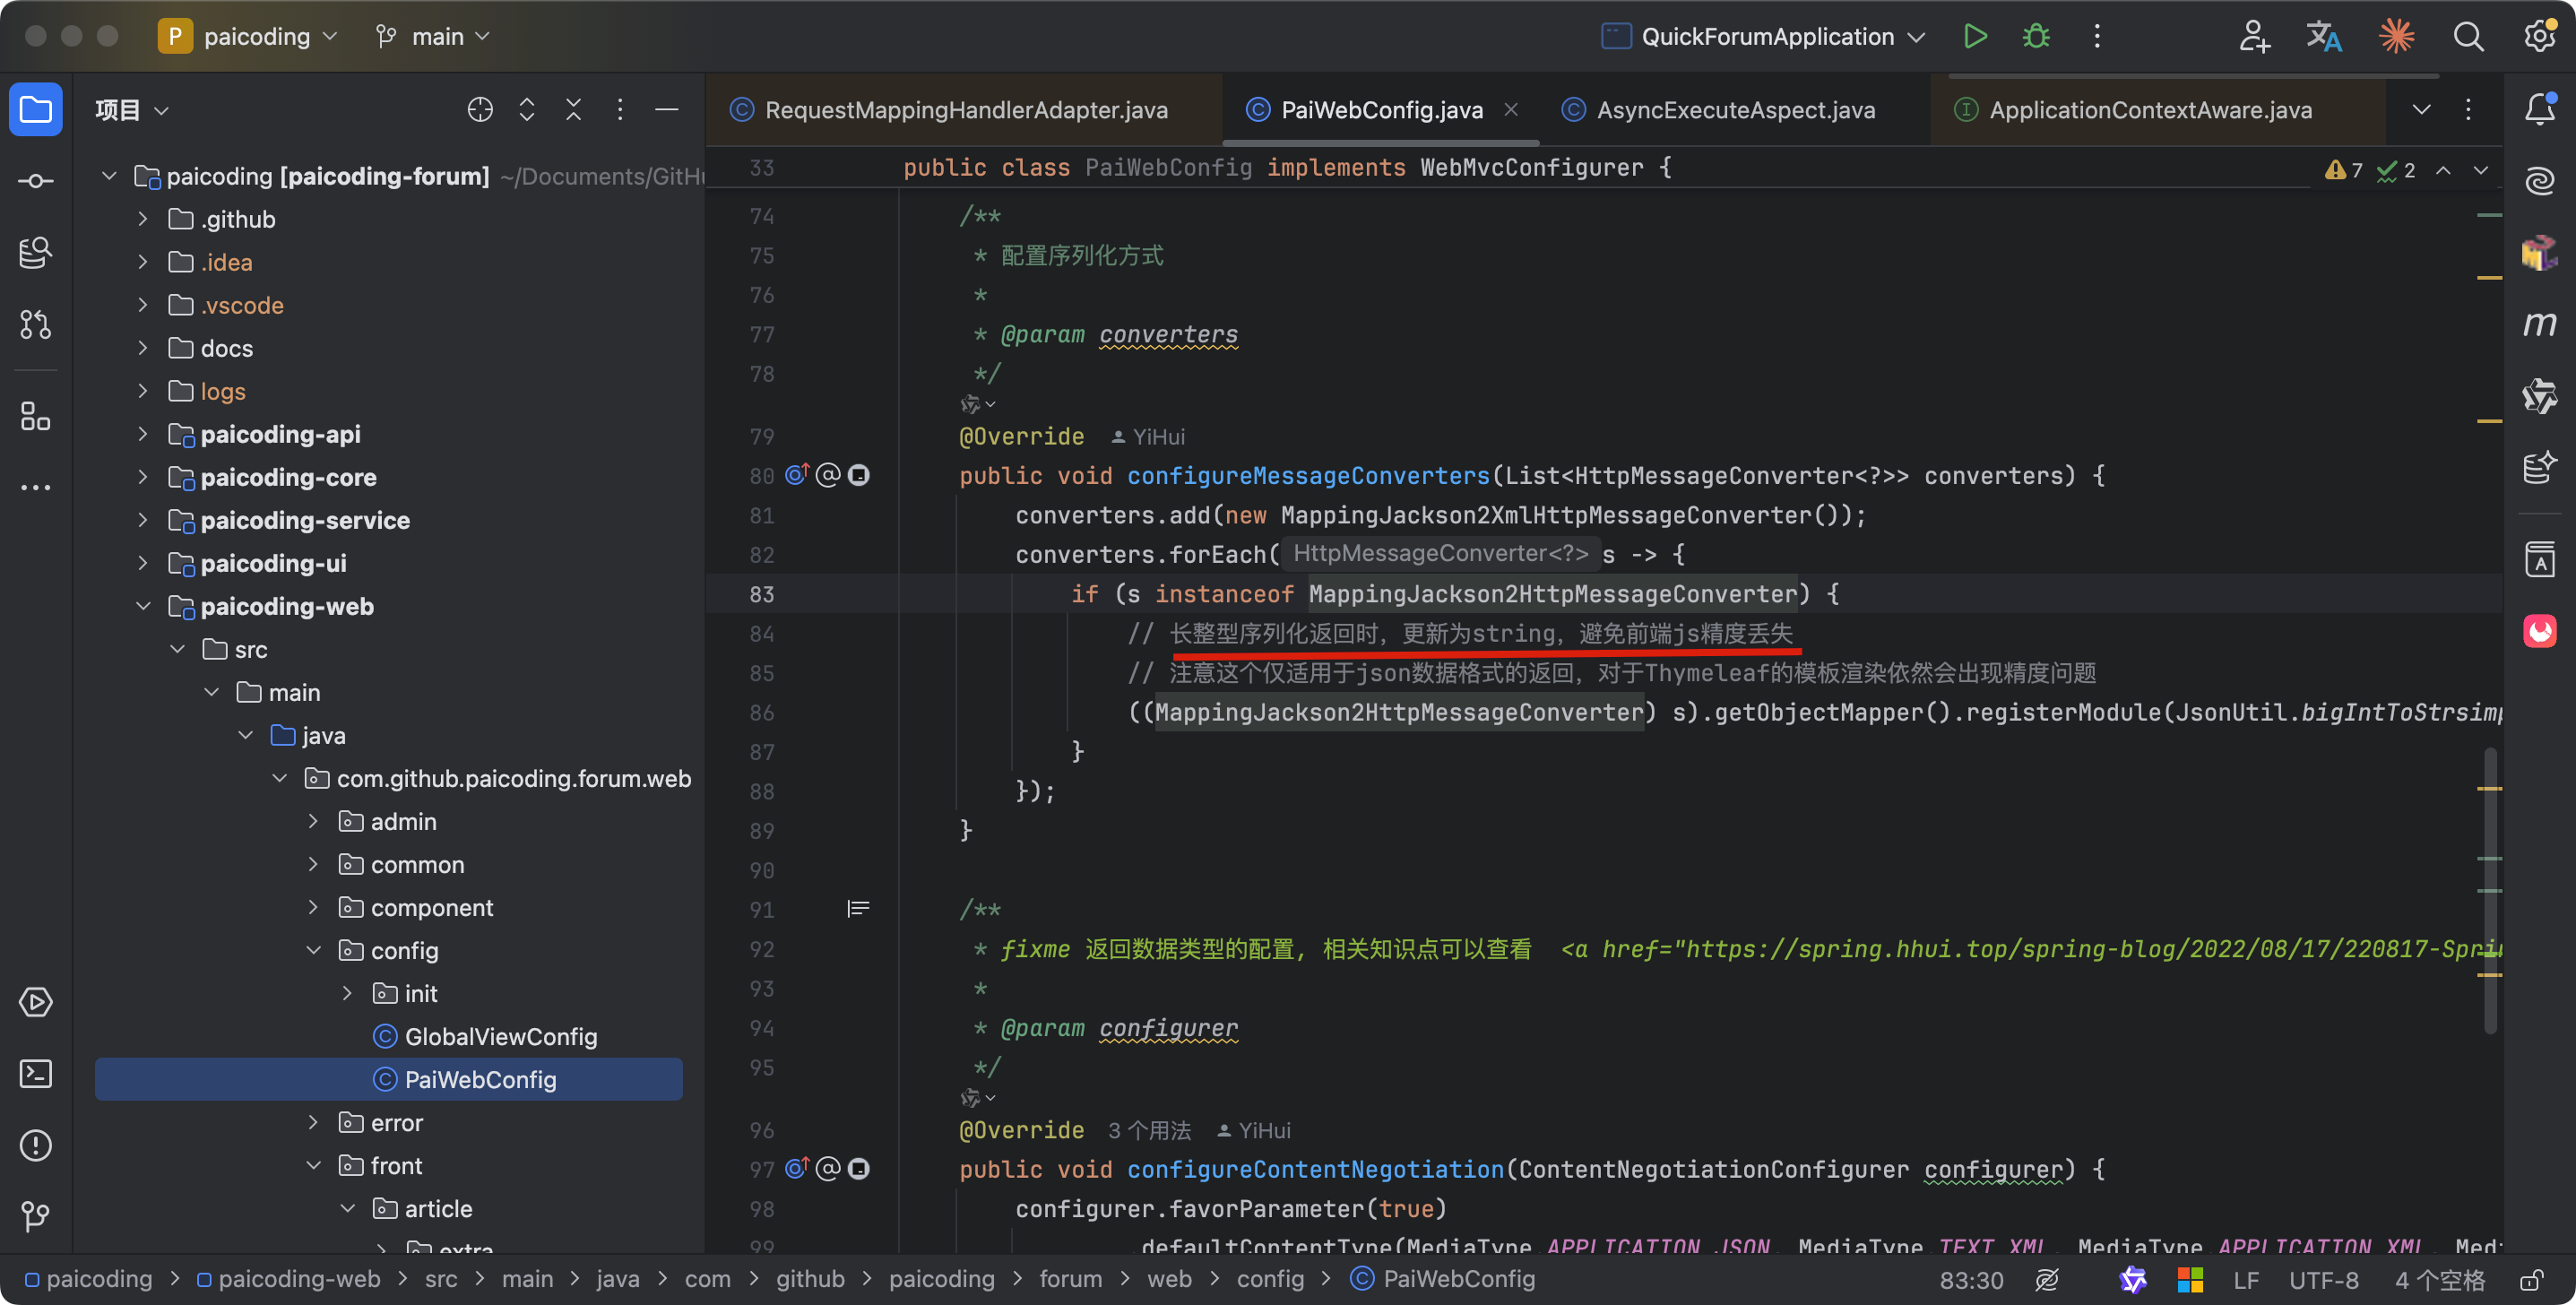 P paicoding main QuickForumApplication
项目
RequestMappingHandlerAdapter.java PaiWebConfig.java AsyncExecuteAspect.java ApplicationContextAware.java
paicoding [paicoding-forum] ~/Documents/GitHu
.github
.idea
.vscode
docs
logs
paicoding-api
paicoding-core
paicoding-service
paicoding-ui
paicoding-web
src
main
java
com.github.paicoding.forum.web
admin
common
component
config
init
GlobalViewConfig
PaiWebConfig
error
front
article
extra
33 public class PaiWebConfig implements WebMvcConfigurer {
7 2
74 /**
75 * 配置序列化方式
76 *
77 * @param converters
78 */
79 @Override YiHui
80 public void configureMessageConverters(List<HttpMessageConverter<?>> converters) {
81 converters.add(new MappingJackson2XmlHttpMessageConverter());
82 converters.forEach( HttpMessageConverter<?> s -> {
83 if (s instanceof MappingJackson2HttpMessageConverter) {
84 // 长整型序列化返回时，更新为string，避免前端js精度丢失
85 // 注意这个仅适用于json数据格式的返回，对于Thymeleaf的模板渲染依然会出现精度问题
86 ((MappingJackson2HttpMessageConverter) s).getObjectMapper().registerModule(JsonUtil.bigIntToStrsimp
87 }
88 });
89 }
90
91 /**
92 * fixme 返回数据类型的配置, 相关知识点可以查看 <a href="https://spring.hhui.top/spring-blog/2022/08/17/220817-Sprin
93 *
94 * @param configurer
95 */
96 @Override 3 个用法 YiHui
97 public void configureContentNegotiation(ContentNegotiationConfigurer configurer) {
98 configurer.favorParameter(true)
99 .defaultContentType(MediaType.APPLICATION_JSON, MediaType.TEXT_XML, MediaType.APPLICATION_XML, Med
paicoding > paicoding-web > src > main > java > com > github > paicoding > forum > web > config > PaiWebConfig
83:30 LF UTF-8 4 个空格